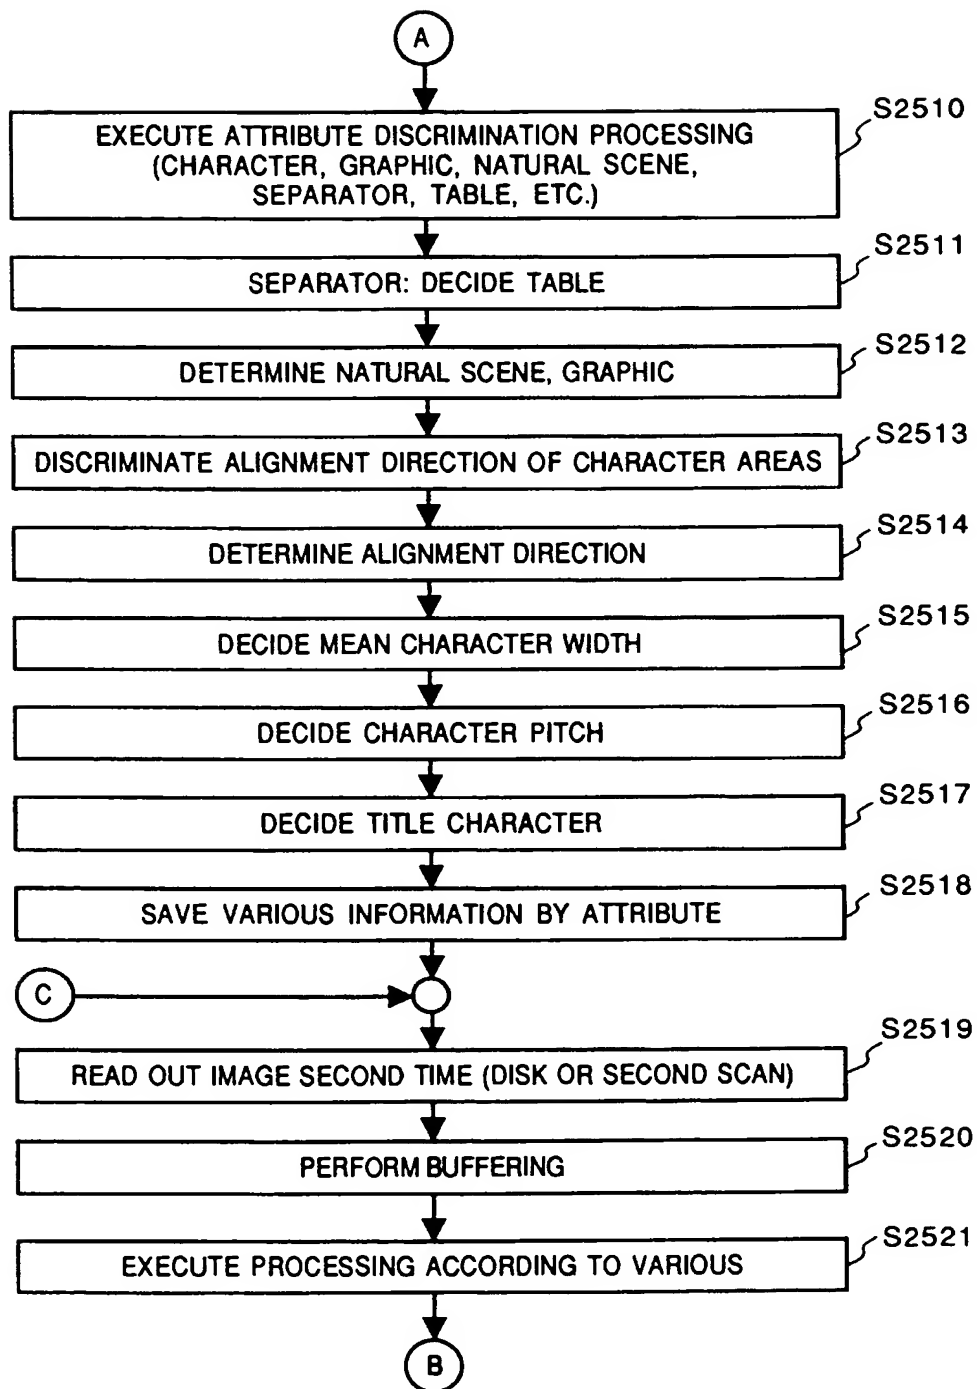 A
S2510
EXECUTE ATTRIBUTE DISCRIMINATION PROCESSING
(CHARACTER, GRAPHIC, NATURAL SCENE,
SEPARATOR, TABLE, ETC.)
S2511
SEPARATOR: DECIDE TABLE
S2512
DETERMINE NATURAL SCENE, GRAPHIC
S2513
DISCRIMINATE ALIGNMENT DIRECTION OF CHARACTER AREAS
S2514
DETERMINE ALIGNMENT DIRECTION
S2515
DECIDE MEAN CHARACTER WIDTH
S2516
DECIDE CHARACTER PITCH
S2517
DECIDE TITLE CHARACTER
S2518
SAVE VARIOUS INFORMATION BY ATTRIBUTE
C
S2519
READ OUT IMAGE SECOND TIME (DISK OR SECOND SCAN)
S2520
PERFORM BUFFERING
S2521
EXECUTE PROCESSING ACCORDING TO VARIOUS
B